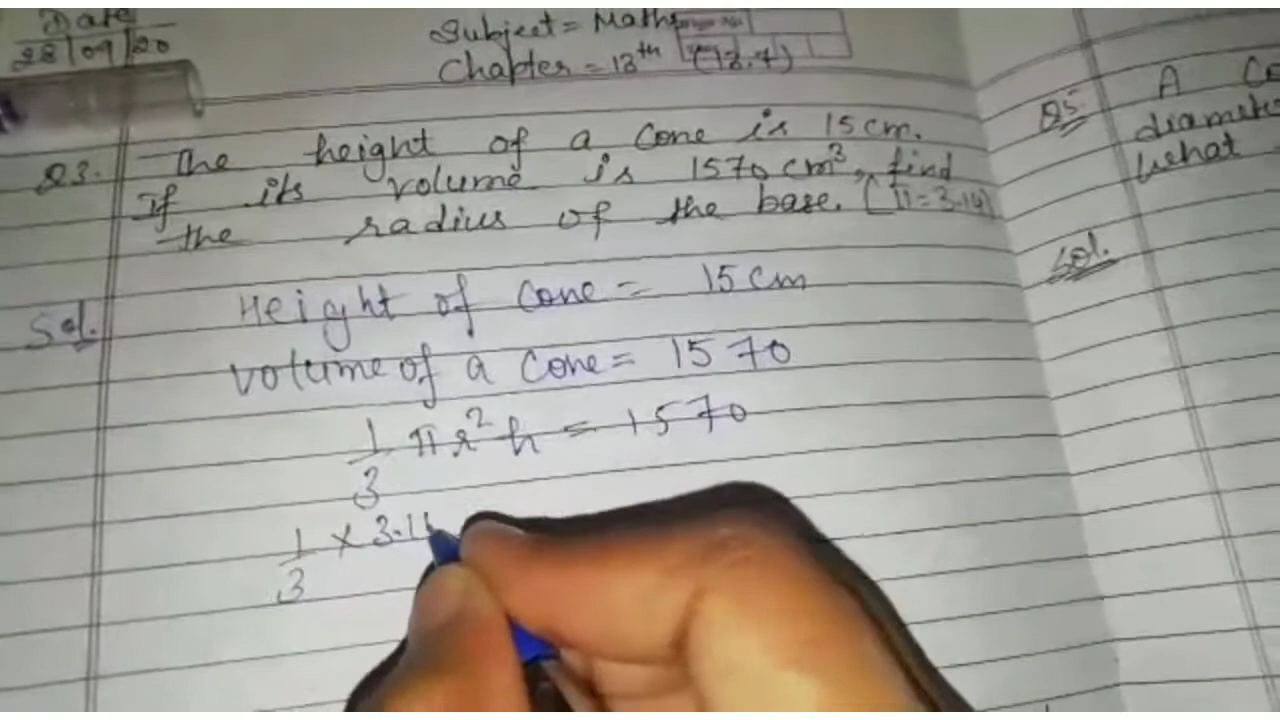 Date
28/09/20
Subject = Maths
Chapter = 13th (13.7)
Q3. The height of a Cone is 15 cm.
If its volume is 1570 cm³, find
the radius of the base. [π = 3.14]
Sol. Height of Cone = 15 cm
Volume of a Cone = 1570
1/3 πr²h = 1570
1/3 × 3.1
Q5. A
diamet
what
Sol.